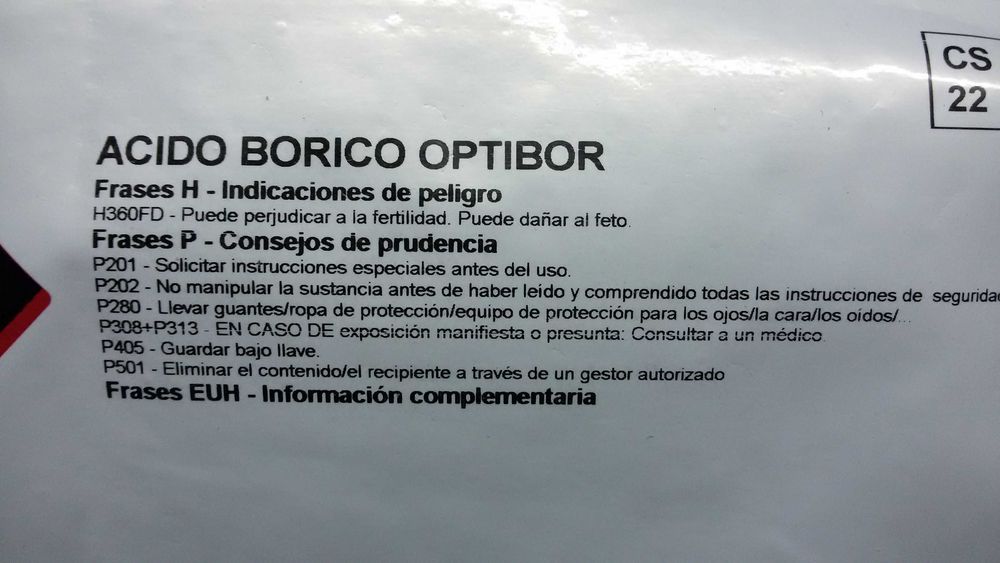 CS
22
ACIDO BORICO OPTIBOR
Frases H - Indicaciones de peligro
H360FD - Puede perjudicar a la fertilidad. Puede dañar al feto.
Frases P - Consejos de prudencia
P201 - Solicitar instrucciones especiales antes del uso.
P202 - No manipular la sustancia antes de haber leido y comprendido todas las instrucciones de seguridad
P280 - Llevar guantes/ropa de protección/equipo de protección para los ojos/la cara/los oídos/...
P308+P313 - EN CASO DE exposición manifiesta o presunta: Consultar a un médico.
P405 - Guardar bajo llave.
P501 - Eliminar el contenido/el recipiente a través de un gestor autorizado
Frases EUH - Información complementaria